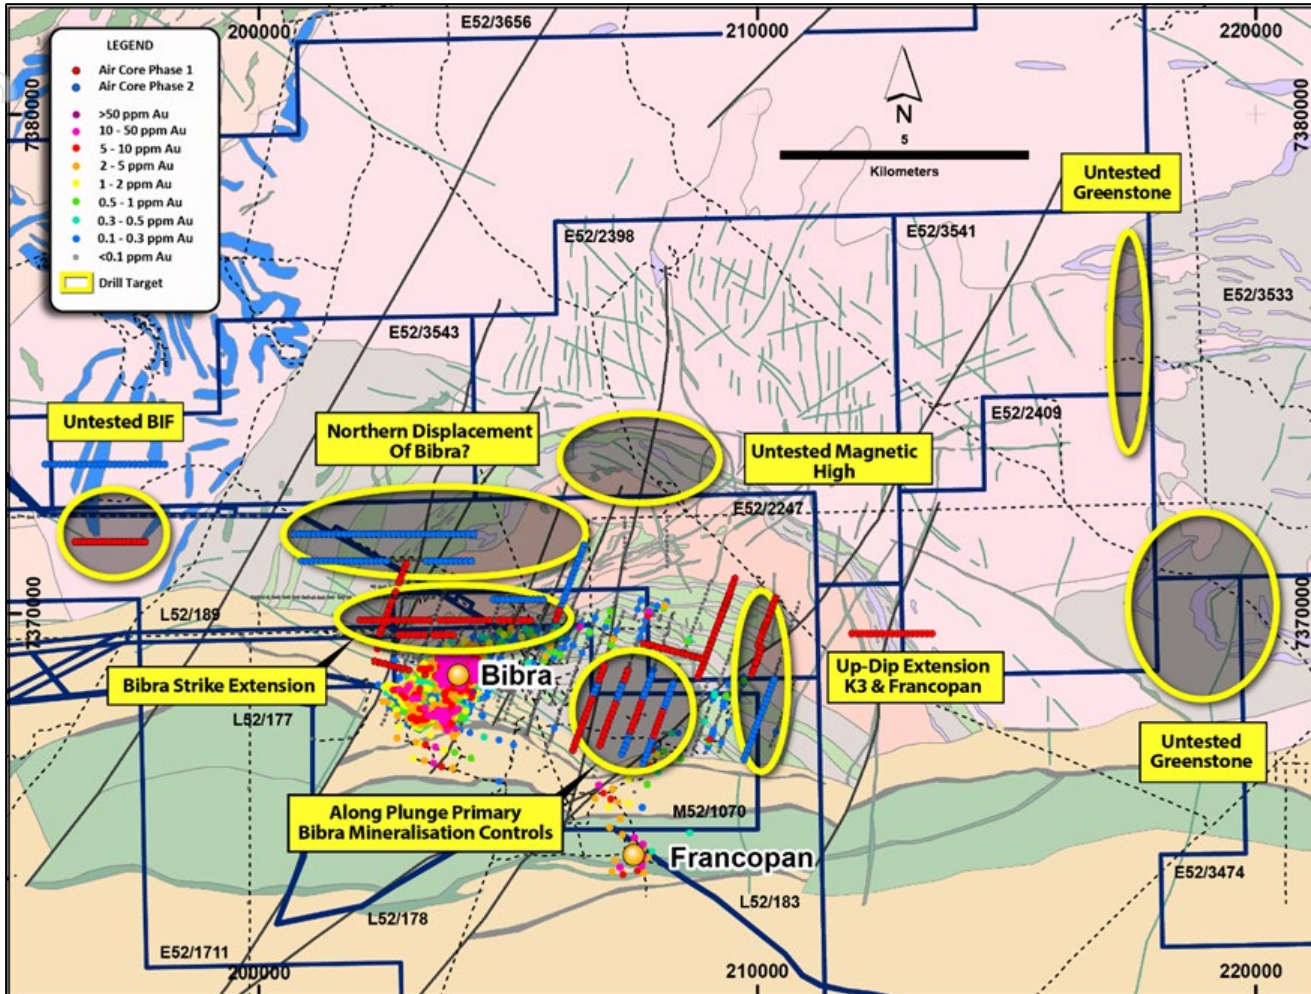 E52/3656
200000
210000
220000
LEGEND
Air Core Phase 1
Air Core Phase 2
>50 ppm Au
10 - 50 ppm Au
5 - 10 ppm Au
2 - 5 ppm Au
1 - 2 ppm Au
0.5 - 1 ppm Au
0.3 - 0.5 ppm Au
0.1 - 0.3 ppm Au
<0.1 ppm Au
Drill Target
7380000
7380000
N
5
Kilometers
Untested
Greenstone
E52/2398
E52/3541
E52/3533
E52/3543
E52/2409
Untested BIF
Northern Displacement
Of Bibra?
Untested Magnetic
High
E52/2247
L52/189
7370000
7370000
Bibra Strike Extension
Bibra
Up-Dip Extension
K3 & Francopan
L52/177
Untested
Greenstone
Along Plunge Primary
Bibra Mineralisation Controls
M52/1070
Francopan
L52/183
E52/3474
L52/178
E52/1711
200000
210000
220000